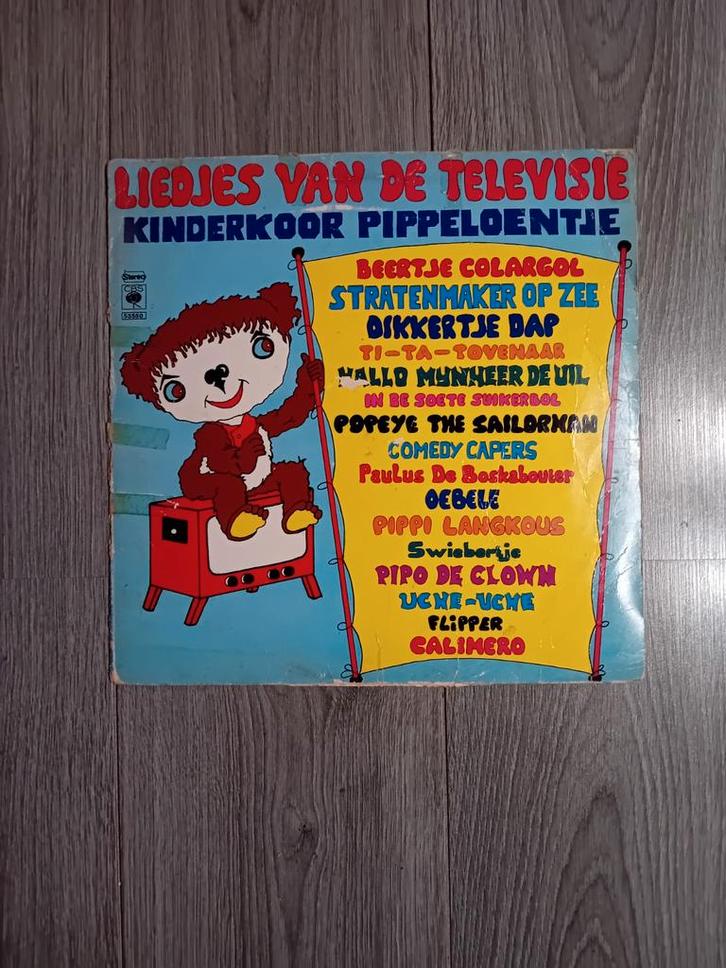 LIEDJES VAN DE TELEVISIE
KINDERKOOR PIPPELOENTJE
Stereo
CBS
53580
BEERTJE COLARGOL
STRATENMAKER OP ZEE
DIKKERTJE DAP
TI-TA-TOVENAAR
HALLO MYNHEER DE UIL
IN DE SOETE SUIKERBOL
POPEYE THE SAILORMAN
COMEDY CAPERS
Paulus De Boskabouter
OEBELE
PIPPI LANGKOUS
Swiebertje
PIPO DE CLOWN
UCHE-UCHE
FLIPPER
CALIMERO